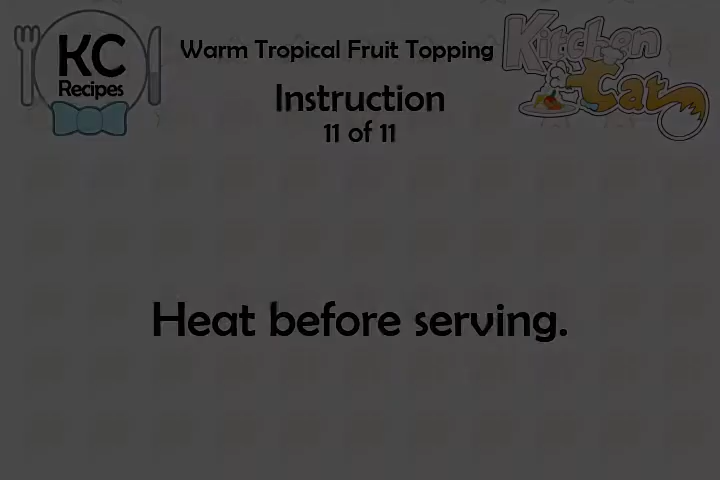 KC
Recipes
Warm Tropical Fruit Topping
Kitchen
Cat
Instruction
11 of 11
Heat before serving.